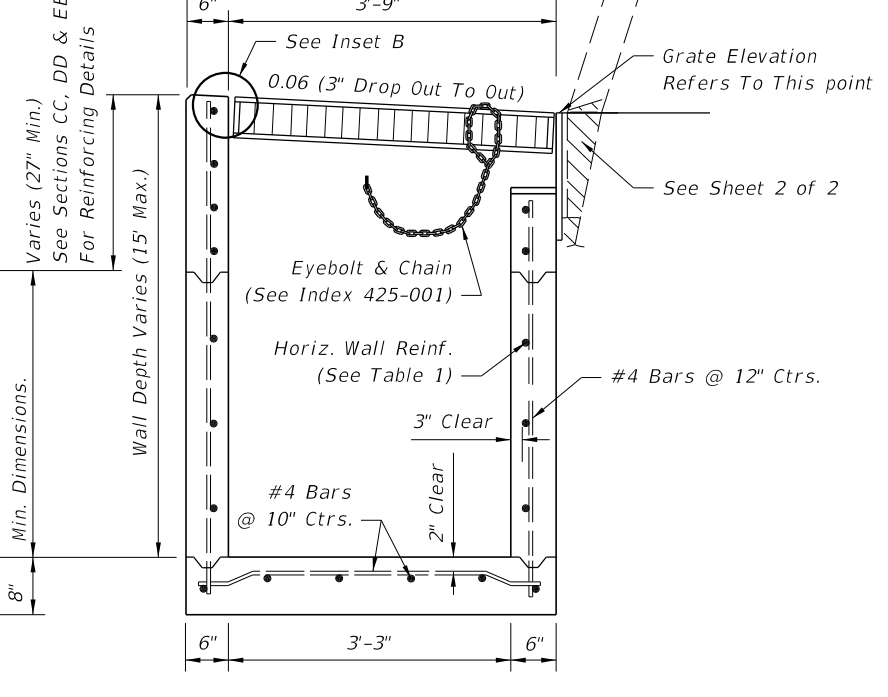 6"
3'-9"
See Inset B
0.06 (3" Drop Out To Out)
Grate Elevation
Refers To This point
See Sheet 2 of 2
Varies (27" Min.)
See Sections CC, DD & EE
For Reinforcing Details
Wall Depth Varies (15' Max.)
Eyebolt & Chain
(See Index 425-001)
Horiz. Wall Reinf.
(See Table 1)
#4 Bars @ 12" Ctrs.
3" Clear
Min. Dimensions.
#4 Bars
@ 10" Ctrs.
2" Clear
8"
6"
3'-3"
6"